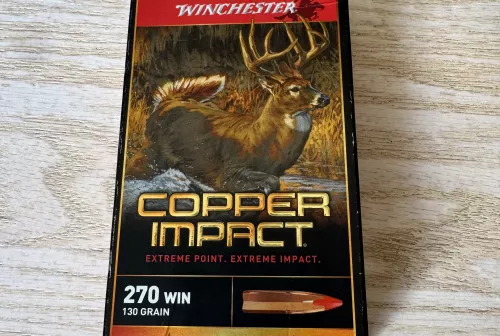 WINCHESTER
COPPER
IMPACT
EXTREME POINT. EXTREME IMPACT.
270 WIN
130 GRAIN